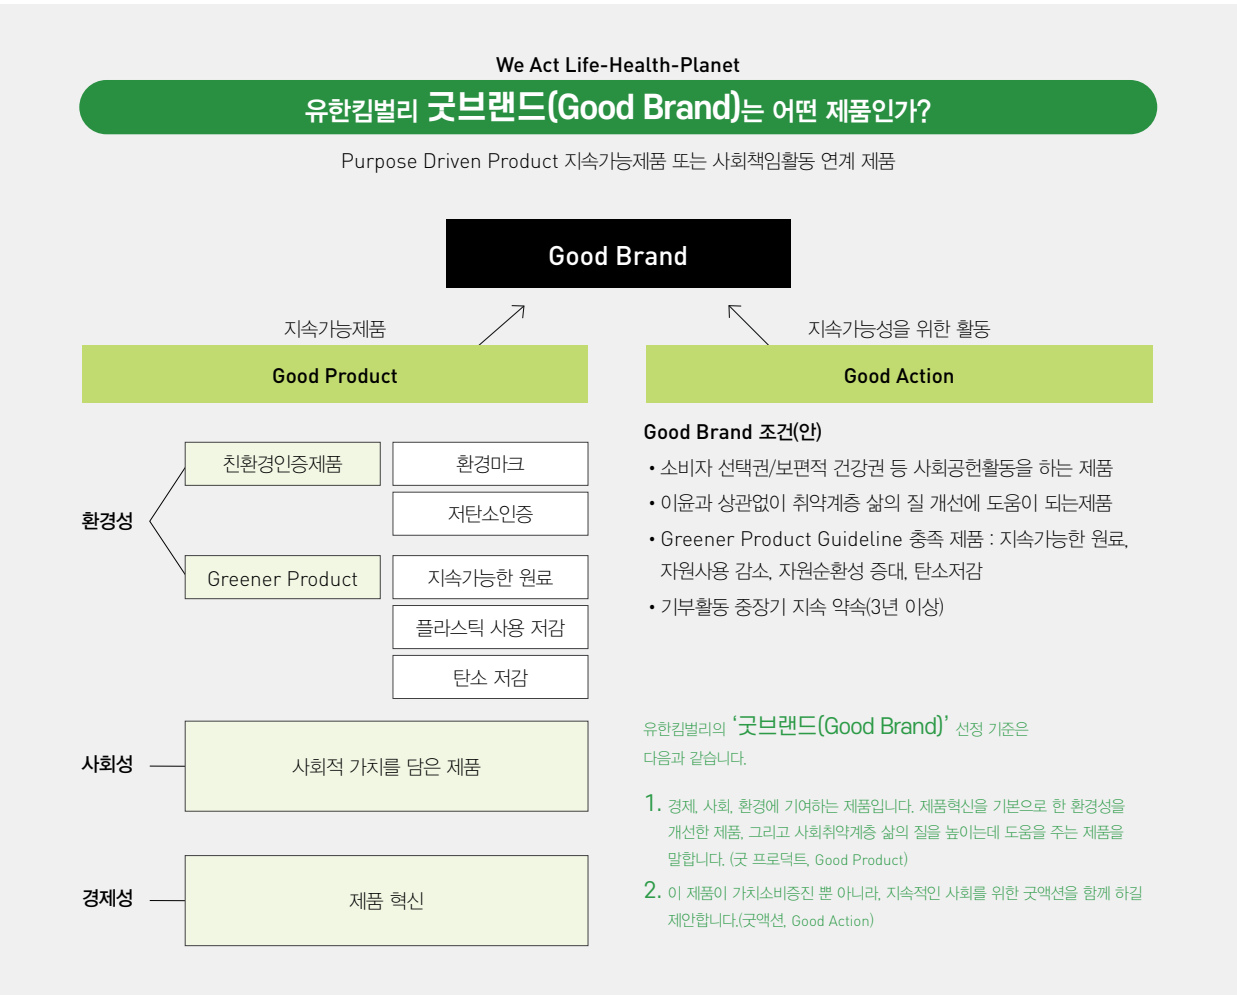 We Act Life-Health-Planet
유한킴벌리 굿브랜드(Good Brand)는 어떤 제품인가?
Purpose Driven Product 지속가능제품 또는 사회책임활동 연계 제품
Good Brand
지속가능제품
지속가능성을 위한 활동
Good Product
Good Action
환경성
친환경인증제품
환경마크
저탄소인증
Greener Product
지속가능한 원료
플라스틱 사용 저감
탄소 저감
사회성
사회적 가치를 담은 제품
경제성
제품 혁신
Good Brand 조건(안)
• 소비자 선택권/보편적 건강권 등 사회공헌활동을 하는 제품
• 이윤과 상관없이 취약계층 삶의 질 개선에 도움이 되는제품
• Greener Product Guideline 충족 제품 : 지속가능한 원료,
자원사용 감소, 자원순환성 증대, 탄소저감
• 기부활동 중장기 지속 약속(3년 이상)
유한킴벌리의 ‘굿브랜드(Good Brand)’ 선정 기준은
다음과 같습니다.
1. 경제, 사회, 환경에 기여하는 제품입니다. 제품혁신을 기본으로 한 환경성을
개선한 제품, 그리고 사회취약계층 삶의 질을 높이는데 도움을 주는 제품을
말합니다. (굿 프로덕트, Good Product)
2. 이 제품이 가치소비증진 뿐 아니라, 지속적인 사회를 위한 굿액션을 함께 하길
제안합니다.(굿액션, Good Action)